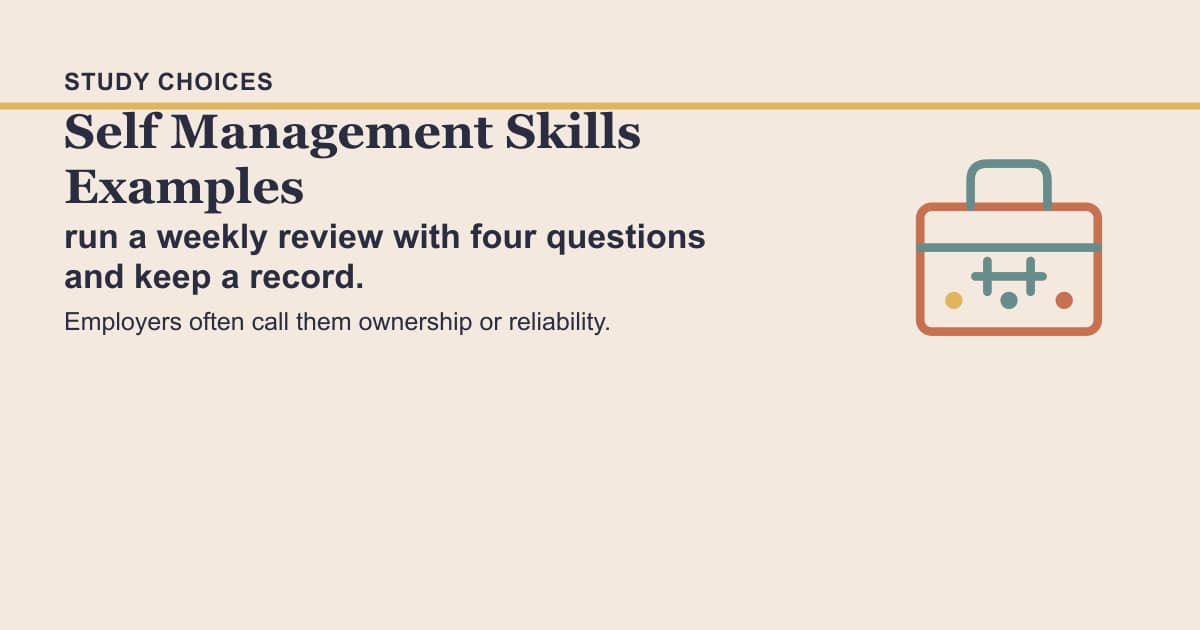 STUDY CHOICES
Self Management Skills
Examples
run a weekly review with four questions
and keep a record.
Employers often call them ownership or reliability.